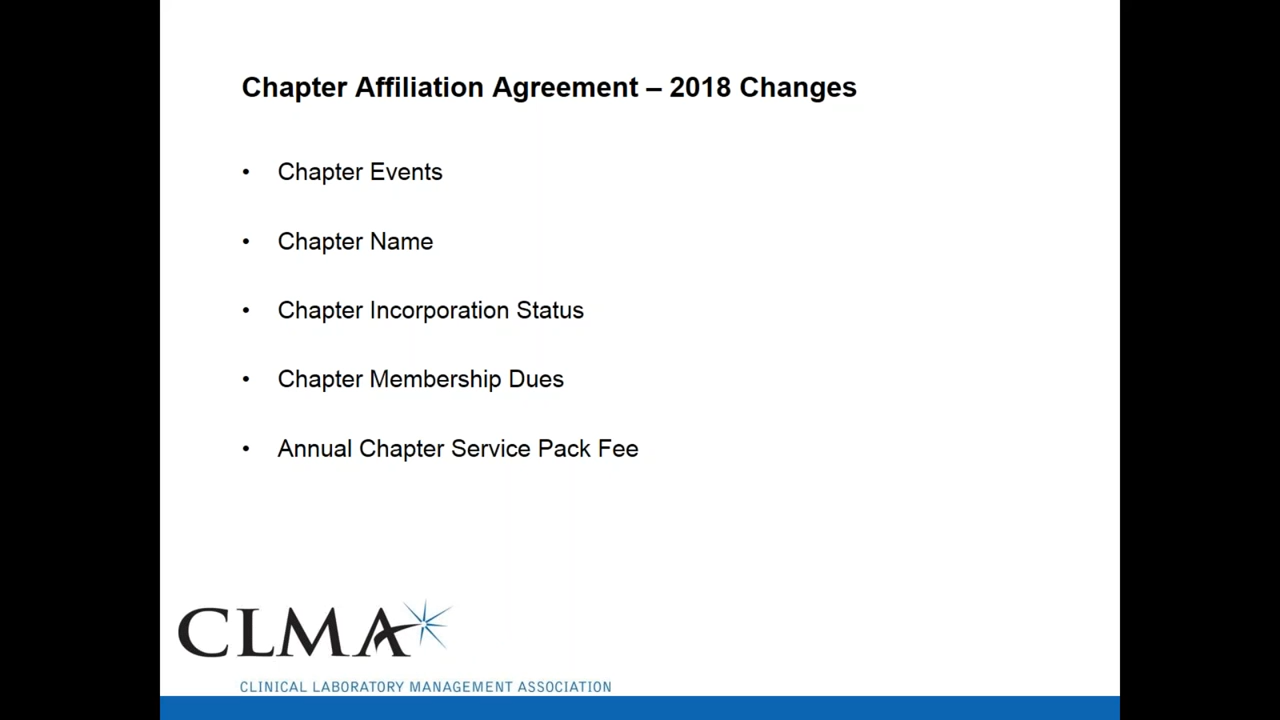 Chapter Affiliation Agreement – 2018 Changes
• Chapter Events
• Chapter Name
• Chapter Incorporation Status
• Chapter Membership Dues
• Annual Chapter Service Pack Fee
CLMA
CLINICAL LABORATORY MANAGEMENT ASSOCIATION